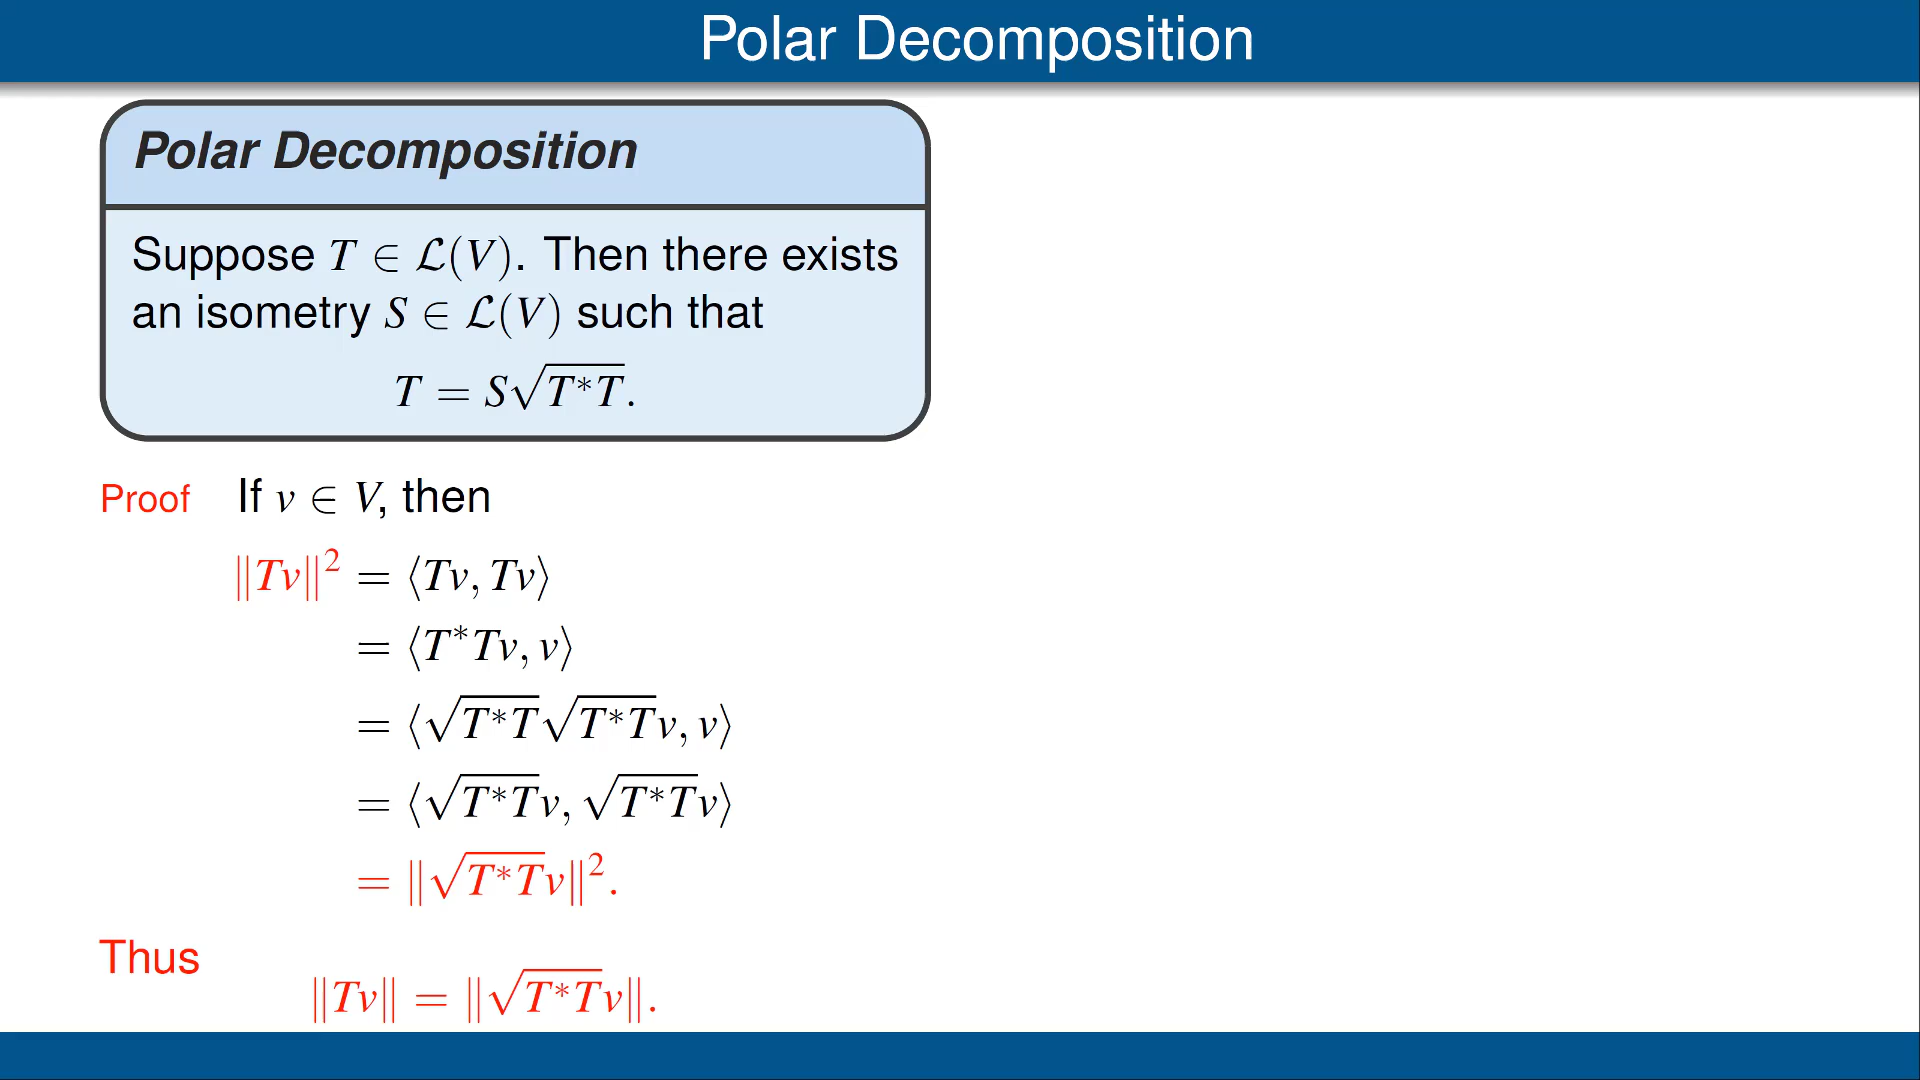 Polar Decomposition
Polar Decomposition
Suppose T ∈ ℒ(V). Then there exists
an isometry S ∈ ℒ(V) such that
T = S√(T*T).
Proof If v ∈ V, then
‖Tv‖² = ⟨Tv, Tv⟩
= ⟨T*Tv, v⟩
= ⟨√(T*T)√(T*T)v, v⟩
= ⟨√(T*T)v, √(T*T)v⟩
= ‖√(T*T)v‖².
Thus
‖Tv‖ = ‖√(T*T)v‖.